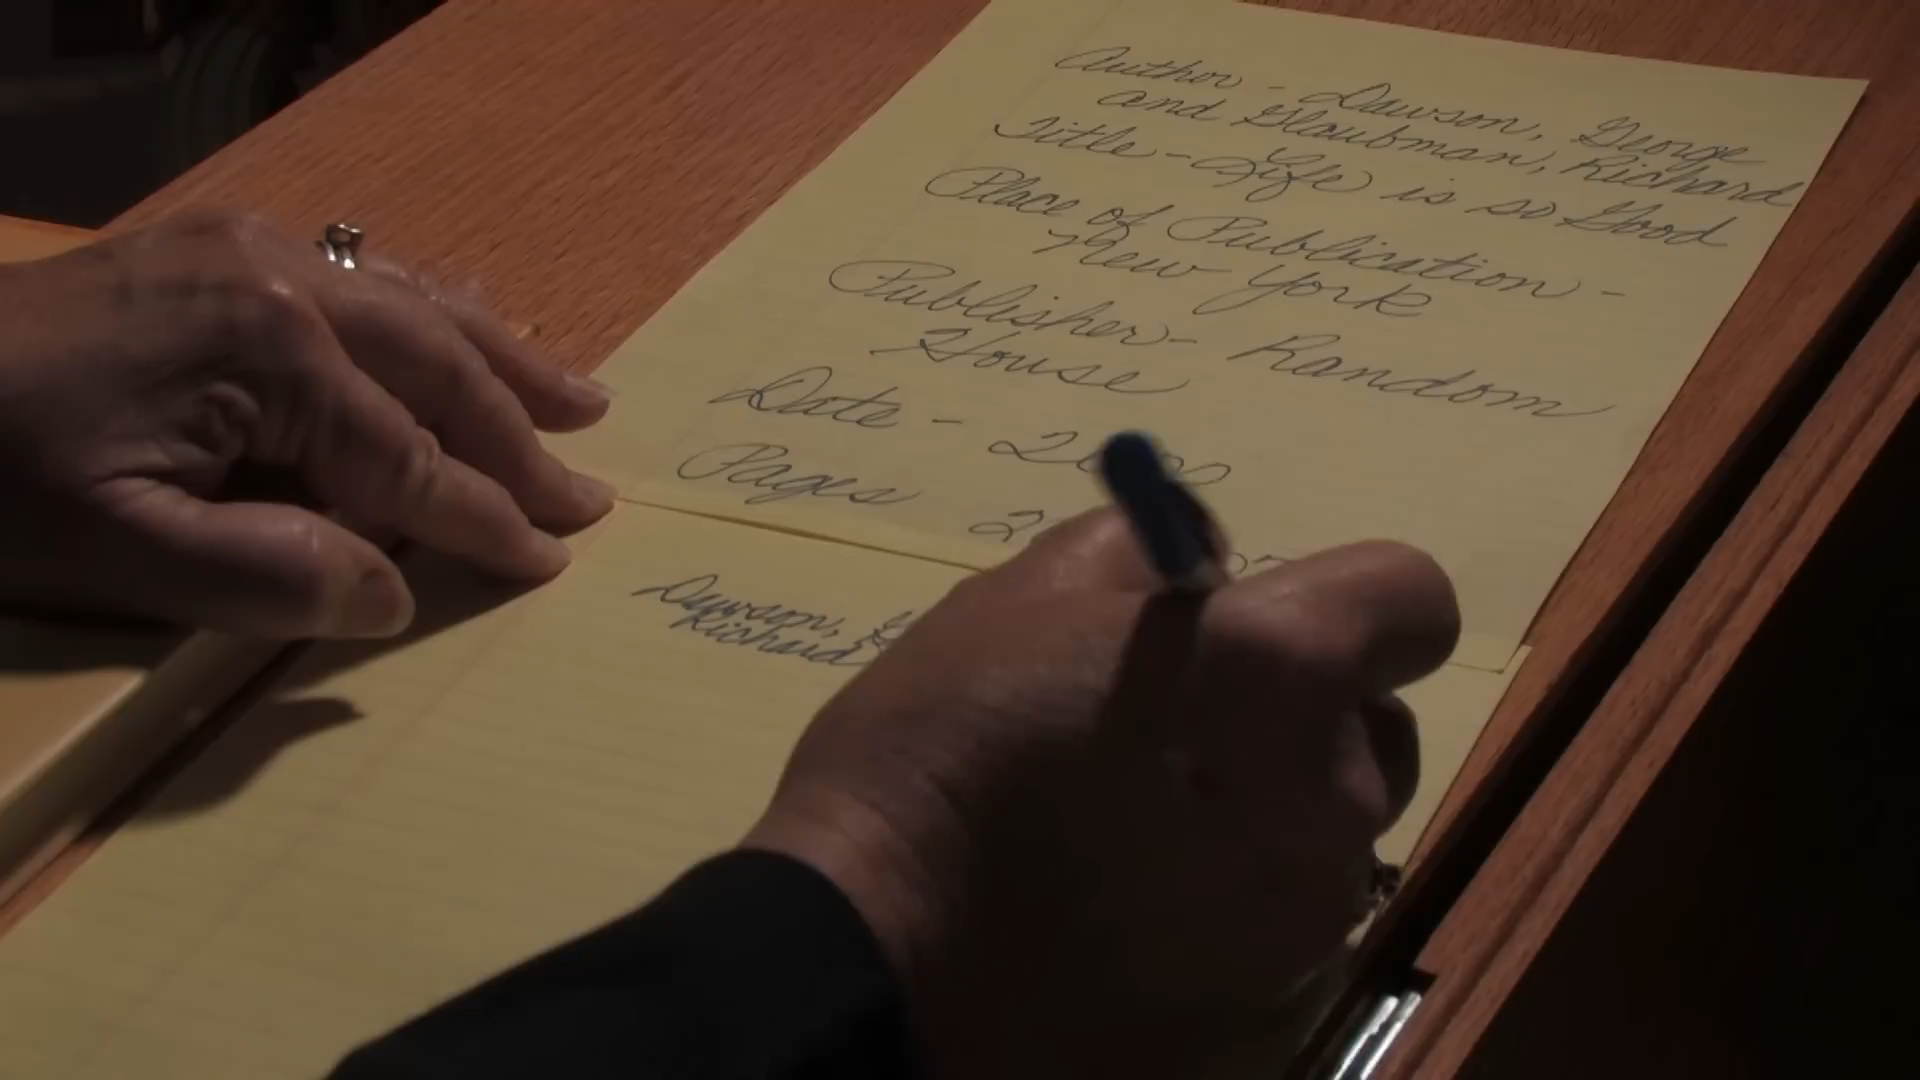 Author - Dawson, George
and Glaubman, Richard
Title - Life is so Good
Place of Publication -
New York
Publisher - Random
House
Date -
Pages
Dawson,
Richard